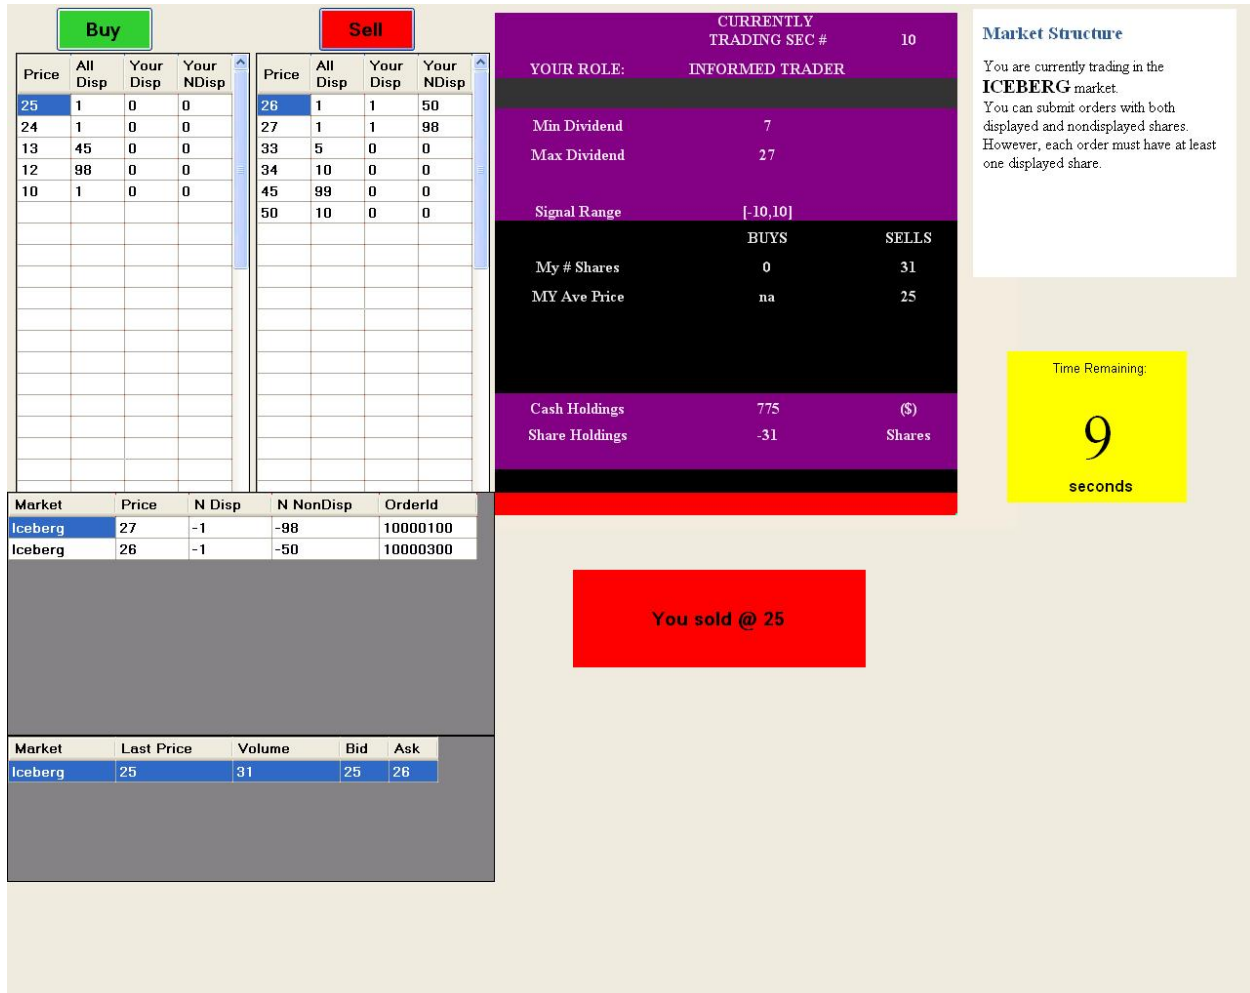 Buy
Sell
Price All Disp Your Disp Your NDisp
25 1 0 0
24 1 0 0
13 45 0 0
12 98 0 0
10 1 0 0
Price All Disp Your Disp Your NDisp
26 1 1 50
27 1 1 98
33 5 0 0
34 10 0 0
45 99 0 0
50 10 0 0
CURRENTLY
TRADING SEC # 10
YOUR ROLE: INFORMED TRADER
Min Dividend 7
Max Dividend 27
Signal Range [-10,10]
BUYS SELLS
My # Shares 0 31
MY Ave Price na 25
Cash Holdings 775 ($)
Share Holdings -31 Shares
Market Structure
You are currently trading in the
ICEBERG market.
You can submit orders with both
displayed and nondisplayed shares.
However, each order must have at least
one displayed share.
Time Remaining:
9
seconds
Market Price N Disp N NonDisp OrderId
Iceberg 27 -1 -98 10000100
Iceberg 26 -1 -50 10000300
You sold @ 25
Market Last Price Volume Bid Ask
Iceberg 25 31 25 26